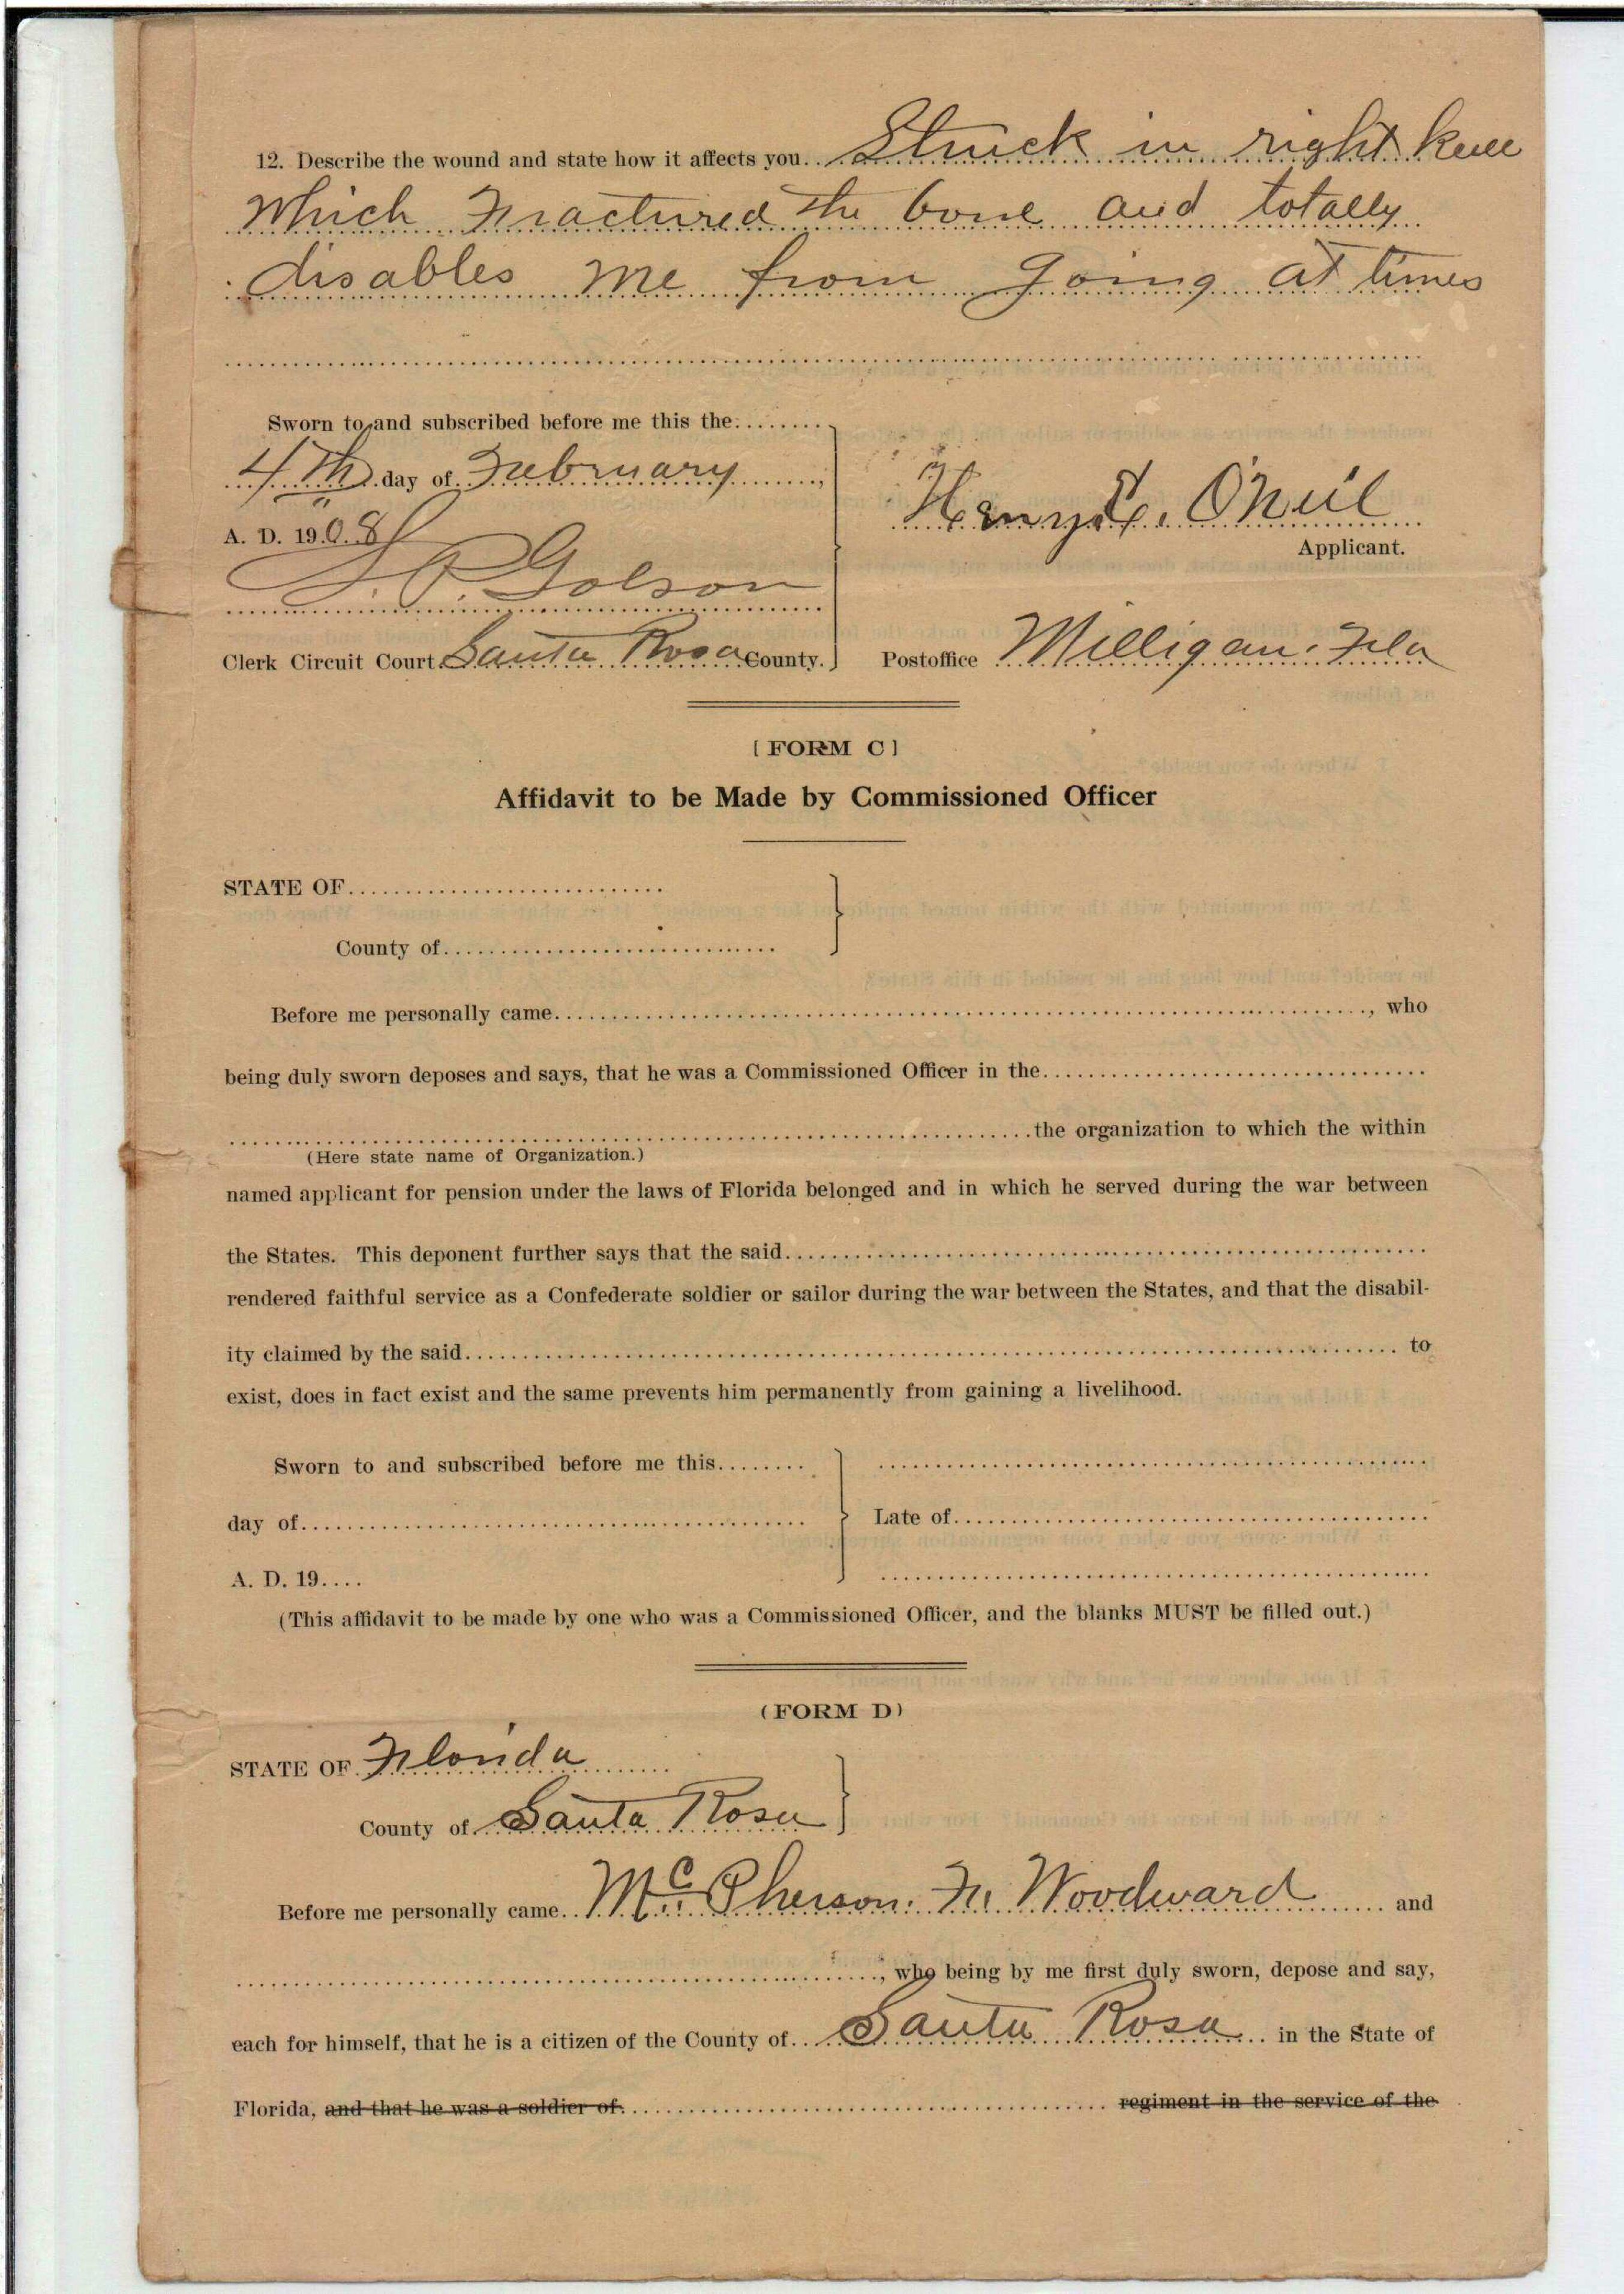 12. Describe the wound and state how it affects you. Struck in right knee
which Fractured the bone and totally
disables me from going at times
Sworn to and subscribed before me this the
4th day of February
A. D. 1908
Golson
Clerk Circuit Court Santa Rosa County.
Henry O'Neil
Applicant.
Postoffice Milligan. Fla
[FORM C]
Affidavit to be Made by Commissioned Officer
STATE OF
County of
Before me personally came , who
being duly sworn deposes and says, that he was a Commissioned Officer in the
the organization to which the within
(Here state name of Organization.)
named applicant for pension under the laws of Florida belonged and in which he served during the war between
the States. This deponent further says that the said
rendered faithful service as a Confederate soldier or sailor during the war between the States, and that the disabil-
ity claimed by the said to
exist, does in fact exist and the same prevents him permanently from gaining a livelihood.
Sworn to and subscribed before me this
day of
Late of
A. D. 19
(This affidavit to be made by one who was a Commissioned Officer, and the blanks MUST be filled out.)
(FORM D)
STATE OF Florida
County of Santa Rosa
Before me personally came McPherson. F. Woodward and
, who being by me first duly sworn, depose and say,
each for himself, that he is a citizen of the County of Santa Rosa in the State of
Florida, and that he was a soldier of regiment in the service of the